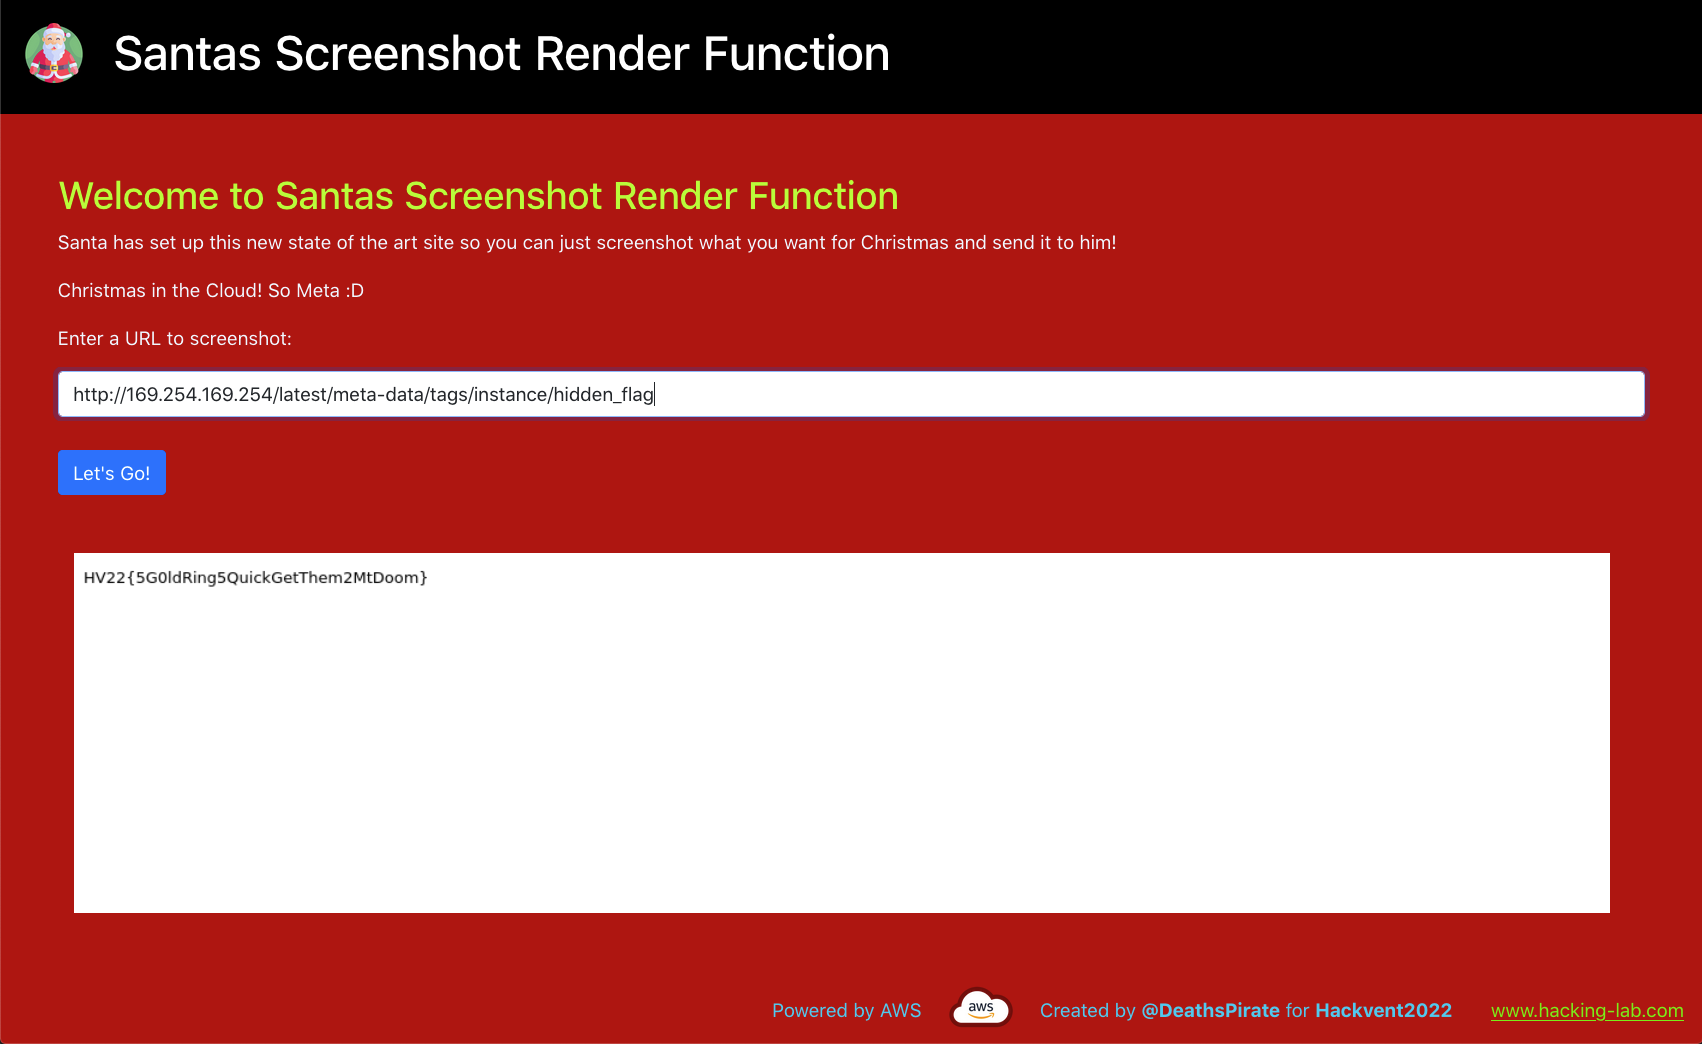 Santas Screenshot Render Function
Welcome to Santas Screenshot Render Function
Santa has set up this new state of the art site so you can just screenshot what you want for Christmas and send it to him!
Christmas in the Cloud! So Meta :D
Enter a URL to screenshot:
http://169.254.169.254/latest/meta-data/tags/instance/hidden_flag
Let's Go!
HV22{5G0ldRing5QuickGetThem2MtDoom}
Powered by AWS aws Created by @DeathsPirate for Hackvent2022 www.hacking-lab.com